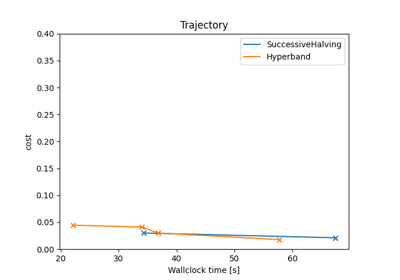 Trajectory
0.40
0.35
0.30
0.25
0.20
0.15
0.10
0.05
0.00
cost
SuccessiveHalving
Hyperband
20 30 40 50 60
Wallclock time [s]